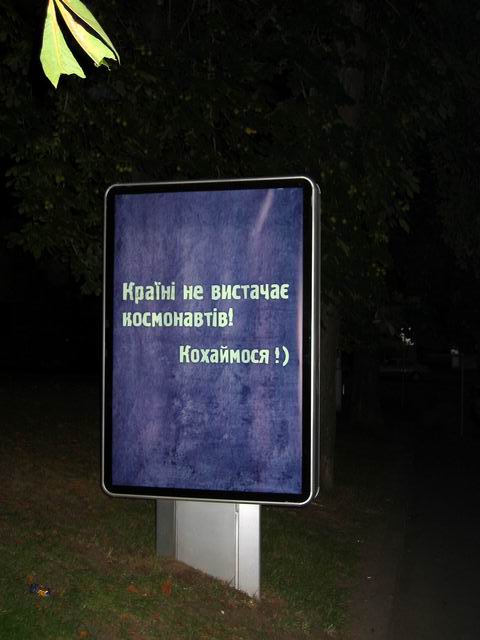 Країні не вистачає
космонавтів!
Кохаймося !)